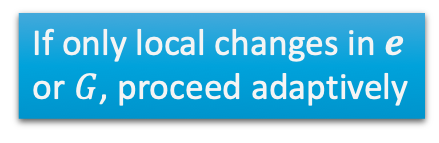 If only local changes in e
or G, proceed adaptively